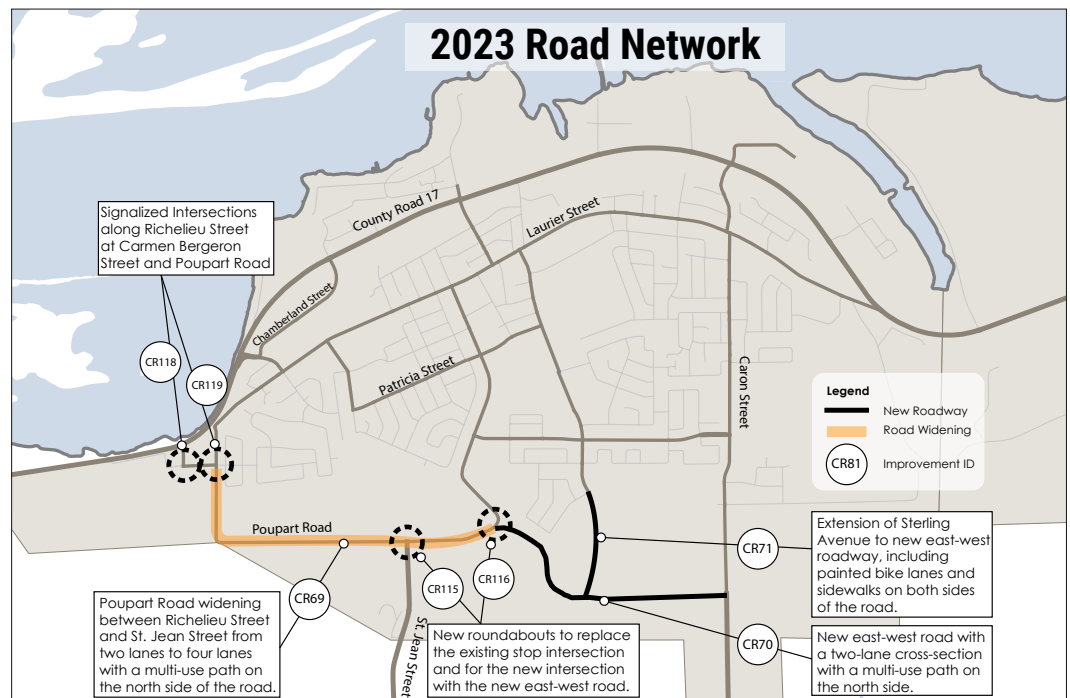 2023 Road Network
Signalized Intersections
along Richelieu Street
at Carmen Bergeron
Street and Poupart Road
County Road 17
Laurier Street
Chamberland Street
Patricia Street
Caron Street
CR118
CR119
Legend
New Roadway
Road Widening
CR81
Improvement ID
Poupart Road
CR69
CR115
CR116
CR71
CR70
St. Jean Street
Extension of Sterling
Avenue to new east-west
roadway, including
painted bike lanes and
sidewalks on both sides
of the road.
Poupart Road widening
between Richelieu Street
and St. Jean Street from
two lanes to four lanes
with a multi-use path on
the north side of the road.
New roundabouts to replace
the existing stop intersection
and for the new intersection
with the new east-west road.
New east-west road with
a two-lane cross-section
with a multi-use path on
the north side.